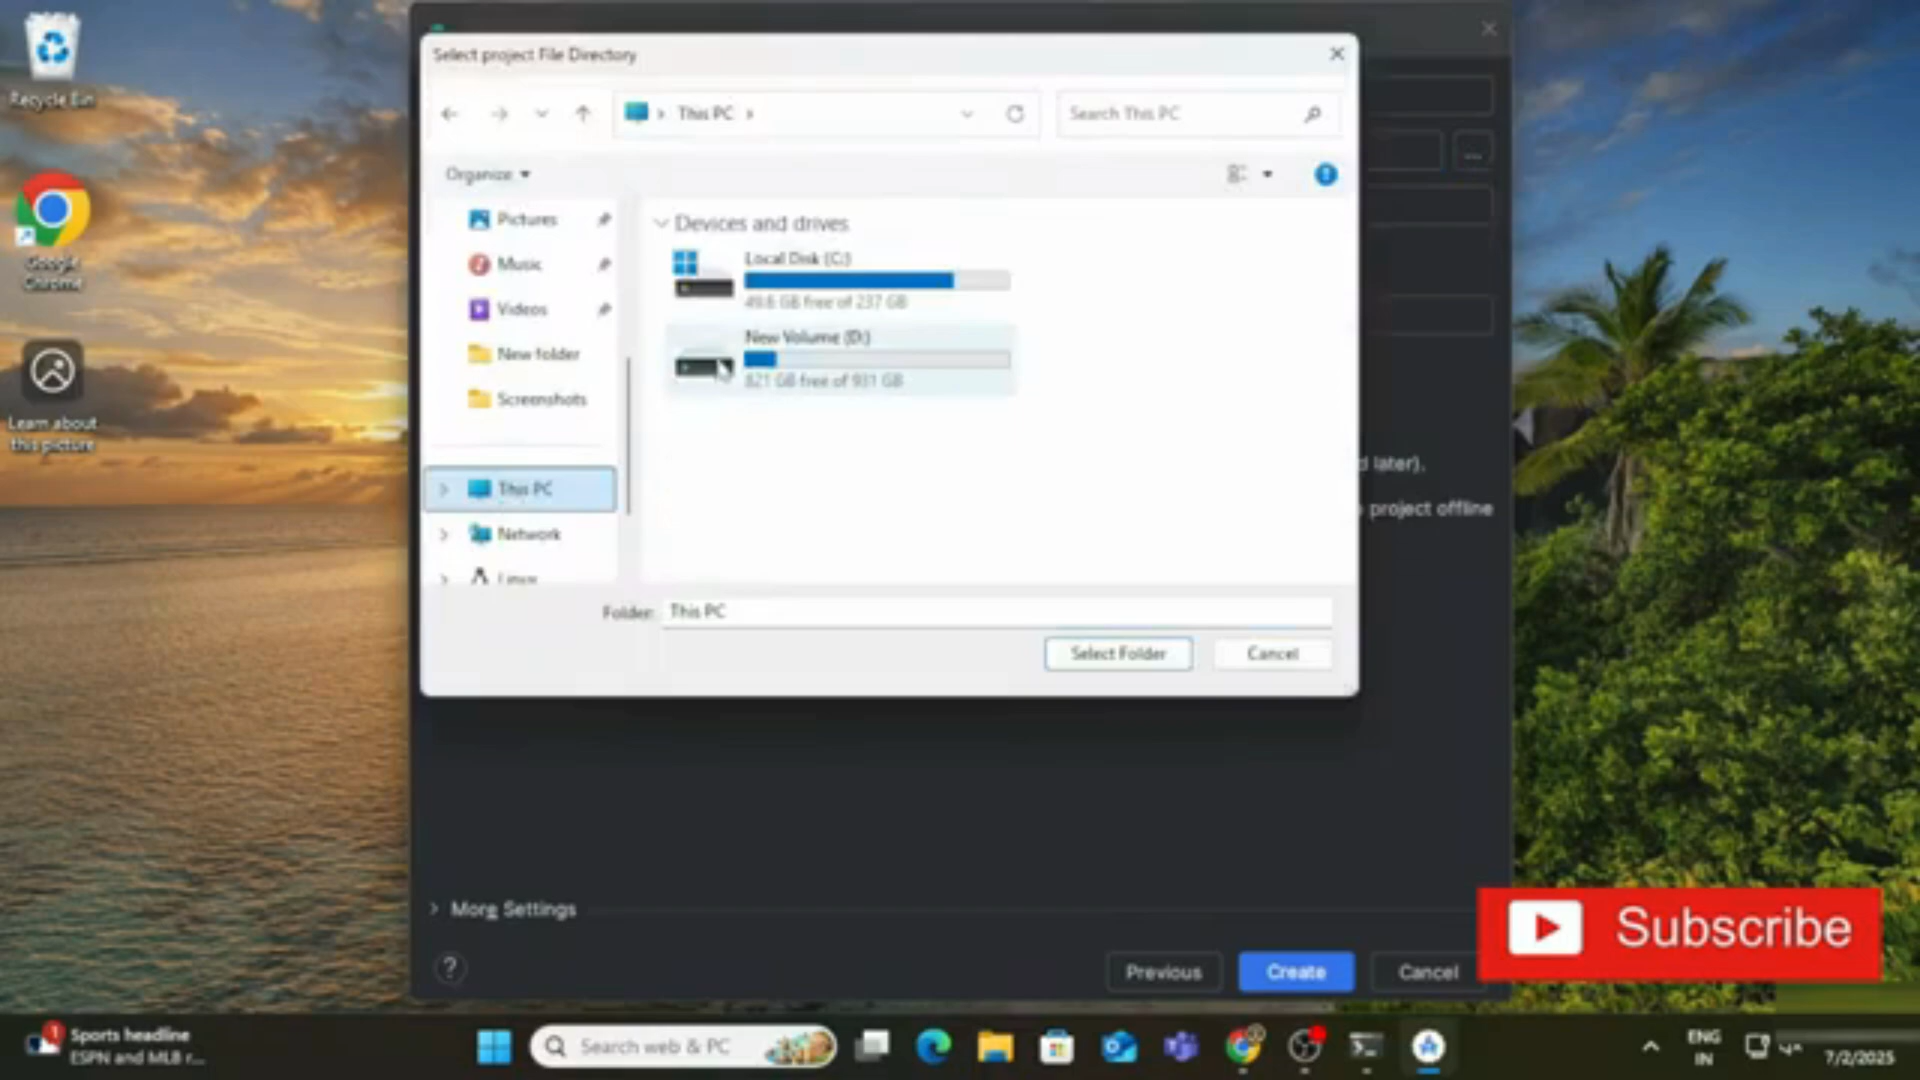 Recycle Bin
Google
Chrome
Learn about
this picture
Select project File Directory
This PC
Search This PC
Organize
Pictures
Music
Videos
New folder
Screenshots
This PC
Network
Linux
Devices and drives
Local Disk (C:)
49.6 GB free of 237 GB
New Volume (D:)
821 GB free of 931 GB
Folder: This PC
Select Folder
Cancel
...
d later).
project offline
More Settings
?
Previous
Create
Cancel
Subscribe
1
Sports headline
ESPN and MLB r...
Search web & PC
ENG
IN
7/2/2025